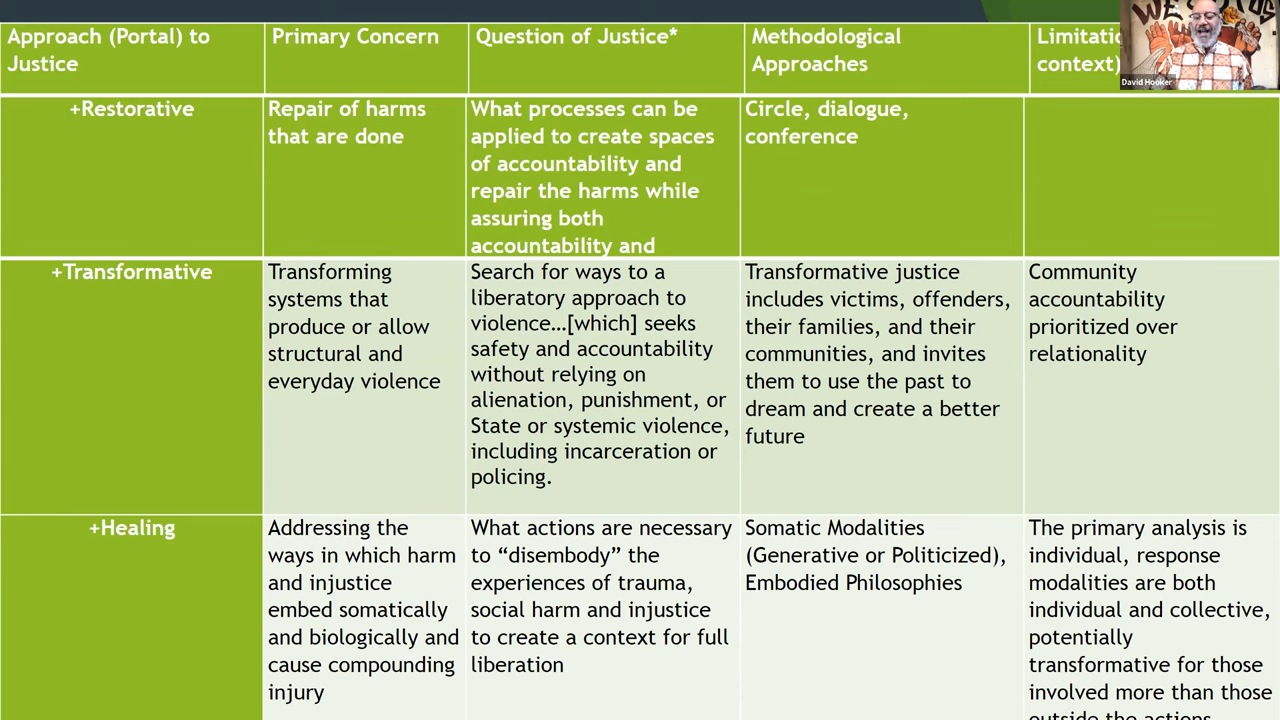 Approach (Portal) to
Justice
Primary Concern
Question of Justice*
Methodological
Approaches
context)
David Hooker
+Restorative
Repair of harms
that are done
What processes can be
applied to create spaces
of accountability and
repair the harms while
assuring both
accountability and
Circle, dialogue,
conference
+Transformative
Transforming
systems that
produce or allow
structural and
everyday violence
Search for ways to a
liberatory approach to
violence…[which] seeks
safety and accountability
without relying on
alienation, punishment, or
State or systemic violence,
including incarceration or
policing.
Transformative justice
includes victims, offenders,
their families, and their
communities, and invites
them to use the past to
dream and create a better
future
Community
accountability
prioritized over
relationality
+Healing
Addressing the
ways in which harm
and injustice
embed somatically
and biologically and
cause compounding
injury
What actions are necessary
to “disembody” the
experiences of trauma,
social harm and injustice
to create a context for full
liberation
Somatic Modalities
(Generative or Politicized),
Embodied Philosophies
The primary analysis is
individual, response
modalities are both
individual and collective,
potentially
transformative for those
involved more than those
outside the actions